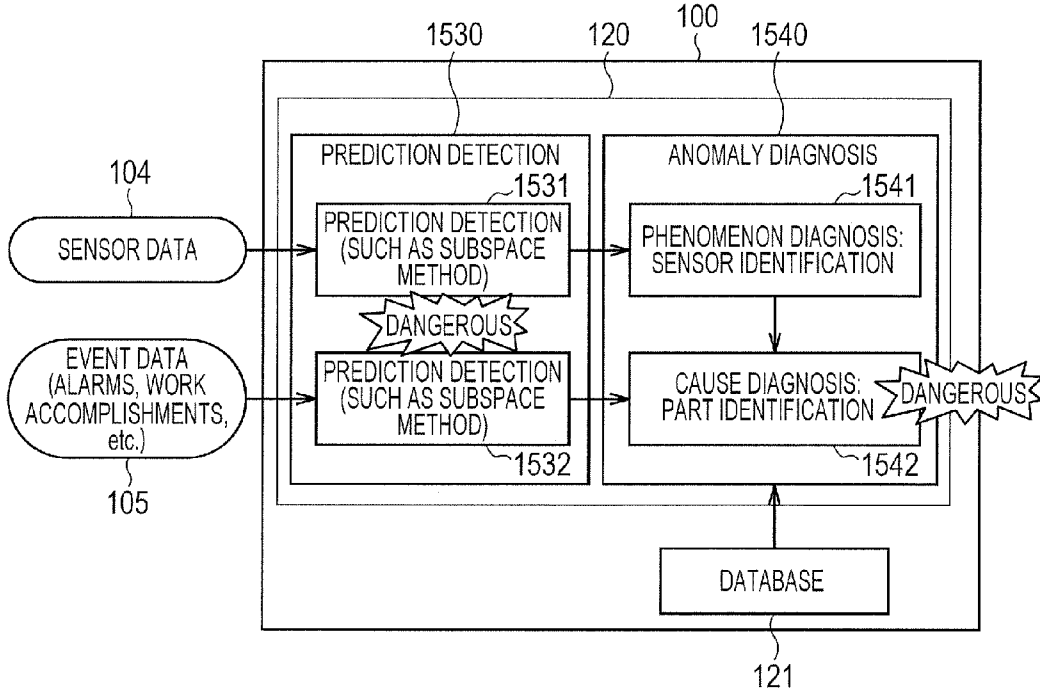 1530
120
100
1540
PREDICTION DETECTION
ANOMALY DIAGNOSIS
104
1531
1541
SENSOR DATA
PREDICTION DETECTION
(SUCH AS SUBSPACE
METHOD)
PHENOMENON DIAGNOSIS:
SENSOR IDENTIFICATION
DANGEROUS
EVENT DATA
(ALARMS, WORK
ACCOMPLISHMENTS,
etc.)
PREDICTION DETECTION
(SUCH AS SUBSPACE
METHOD)
CAUSE DIAGNOSIS:
PART IDENTIFICATION
DANGEROUS
1532
1542
105
DATABASE
121